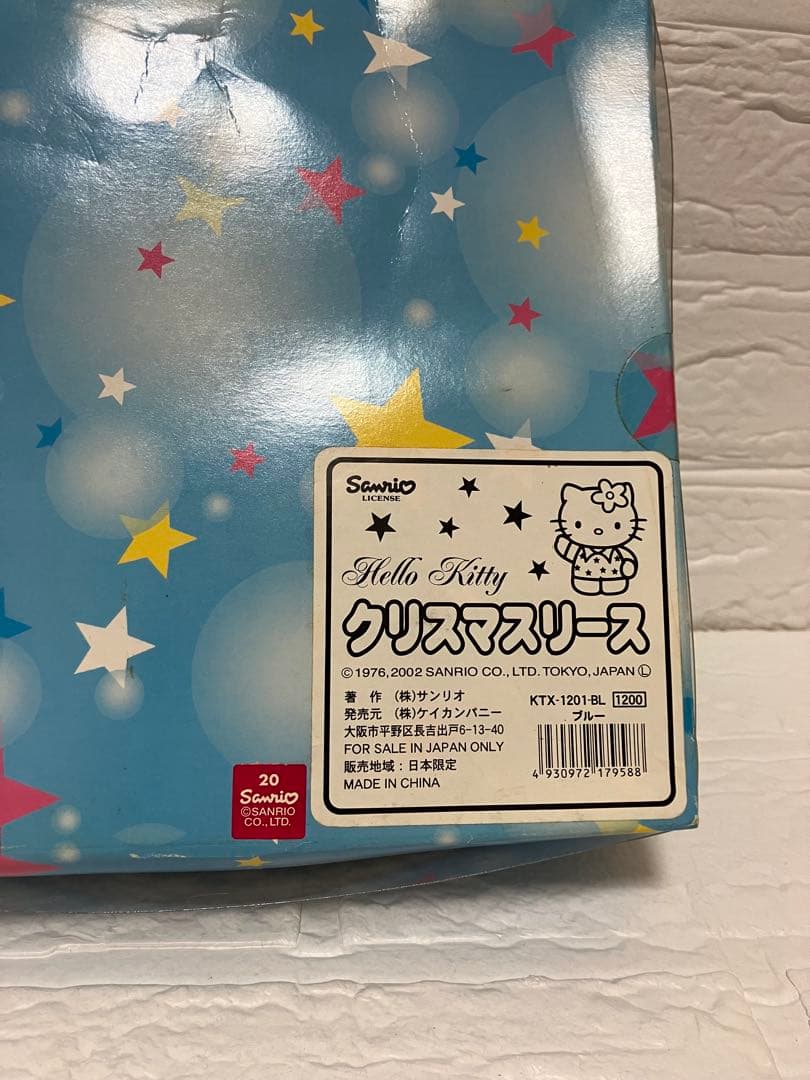 Sanrio
LICENSE
Hello Kitty
クリスマスリース
©1976,2002 SANRIO CO., LTD. TOKYO, JAPAN Ⓛ
著 作 (株)サンリオ
発売元 (株)ケイカンパニー
大阪市平野区長吉出戸6-13-40
FOR SALE IN JAPAN ONLY
販売地域:日本限定
MADE IN CHINA
KTX-1201-BL 1200
ブルー
4 930972 179588
20
Sanrio
©SANRIO
CO., LTD.